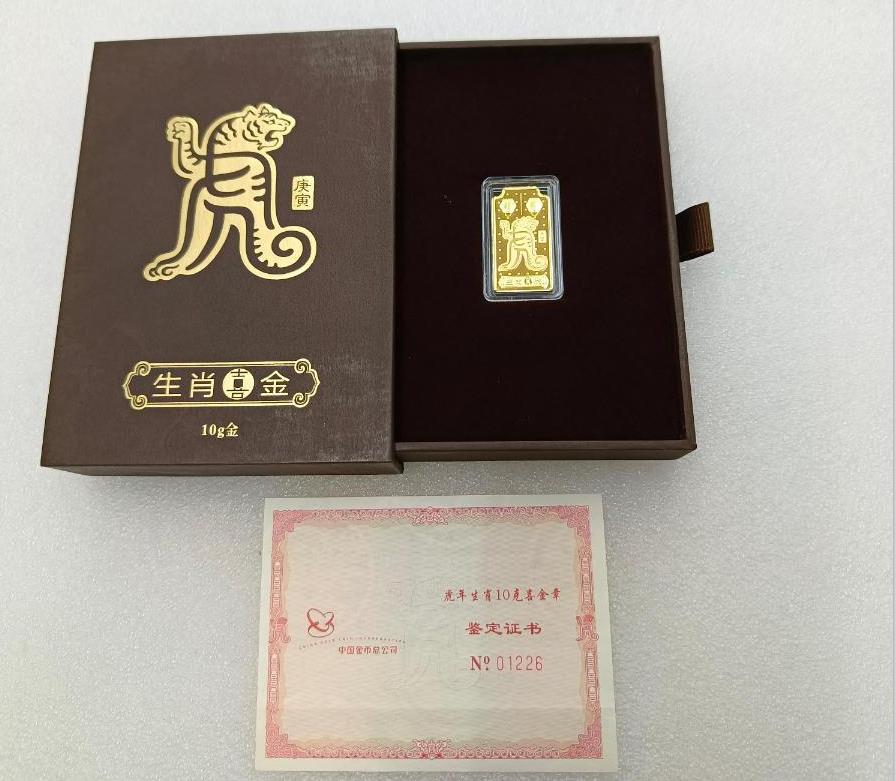 庚寅
生肖喜金
10g金
虎年生肖10克喜金章
鉴定证书
中国金币总公司
Nº 01226